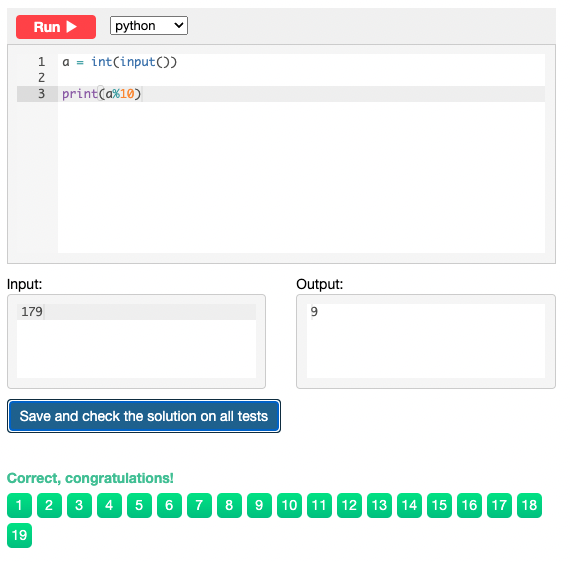 Run
python
1 a = int(input())
2
3 print(a%10)
Input:
Output:
179
9
Save and check the solution on all tests
Correct, congratulations!
1 2 3 4 5 6 7 8 9 10 11 12 13 14 15 16 17 18
19